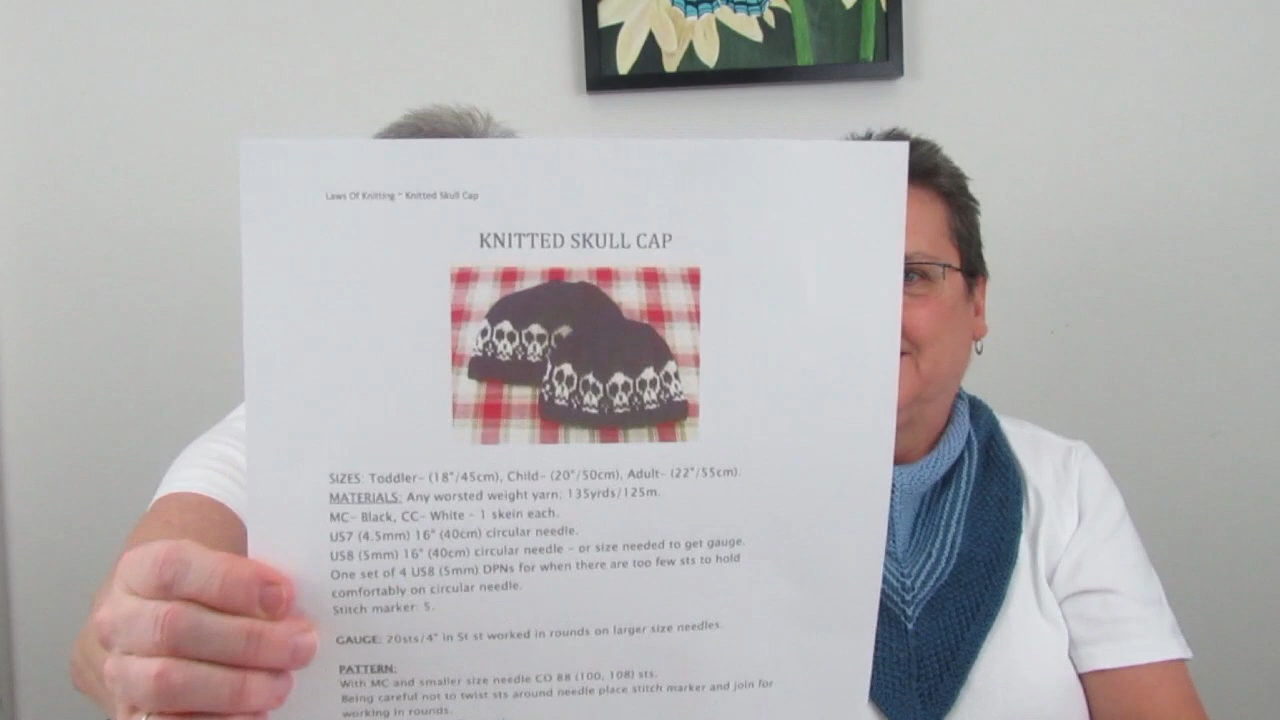 Laws Of Knitting ~ Knitted Skull Cap
KNITTED SKULL CAP
SIZES: Toddler- (18"/45cm), Child- (20"/50cm), Adult- (22"/55cm).
MATERIALS: Any worsted weight yarn; 135yrds/125m.
MC- Black, CC- White - 1 skein each.
US7 (4.5mm) 16" (40cm) circular needle.
US8 (5mm) 16" (40cm) circular needle - or size needed to get gauge.
One set of 4 US8 (5mm) DPNs for when there are too few sts to hold
comfortably on circular needle.
Stitch marker: 5.
GAUGE: 20sts/4" in St st worked in rounds on larger size needles.
PATTERN:
With MC and smaller size needle CO 88 (100, 108) sts.
Being careful not to twist sts around needle place stitch marker and join for
working in rounds.